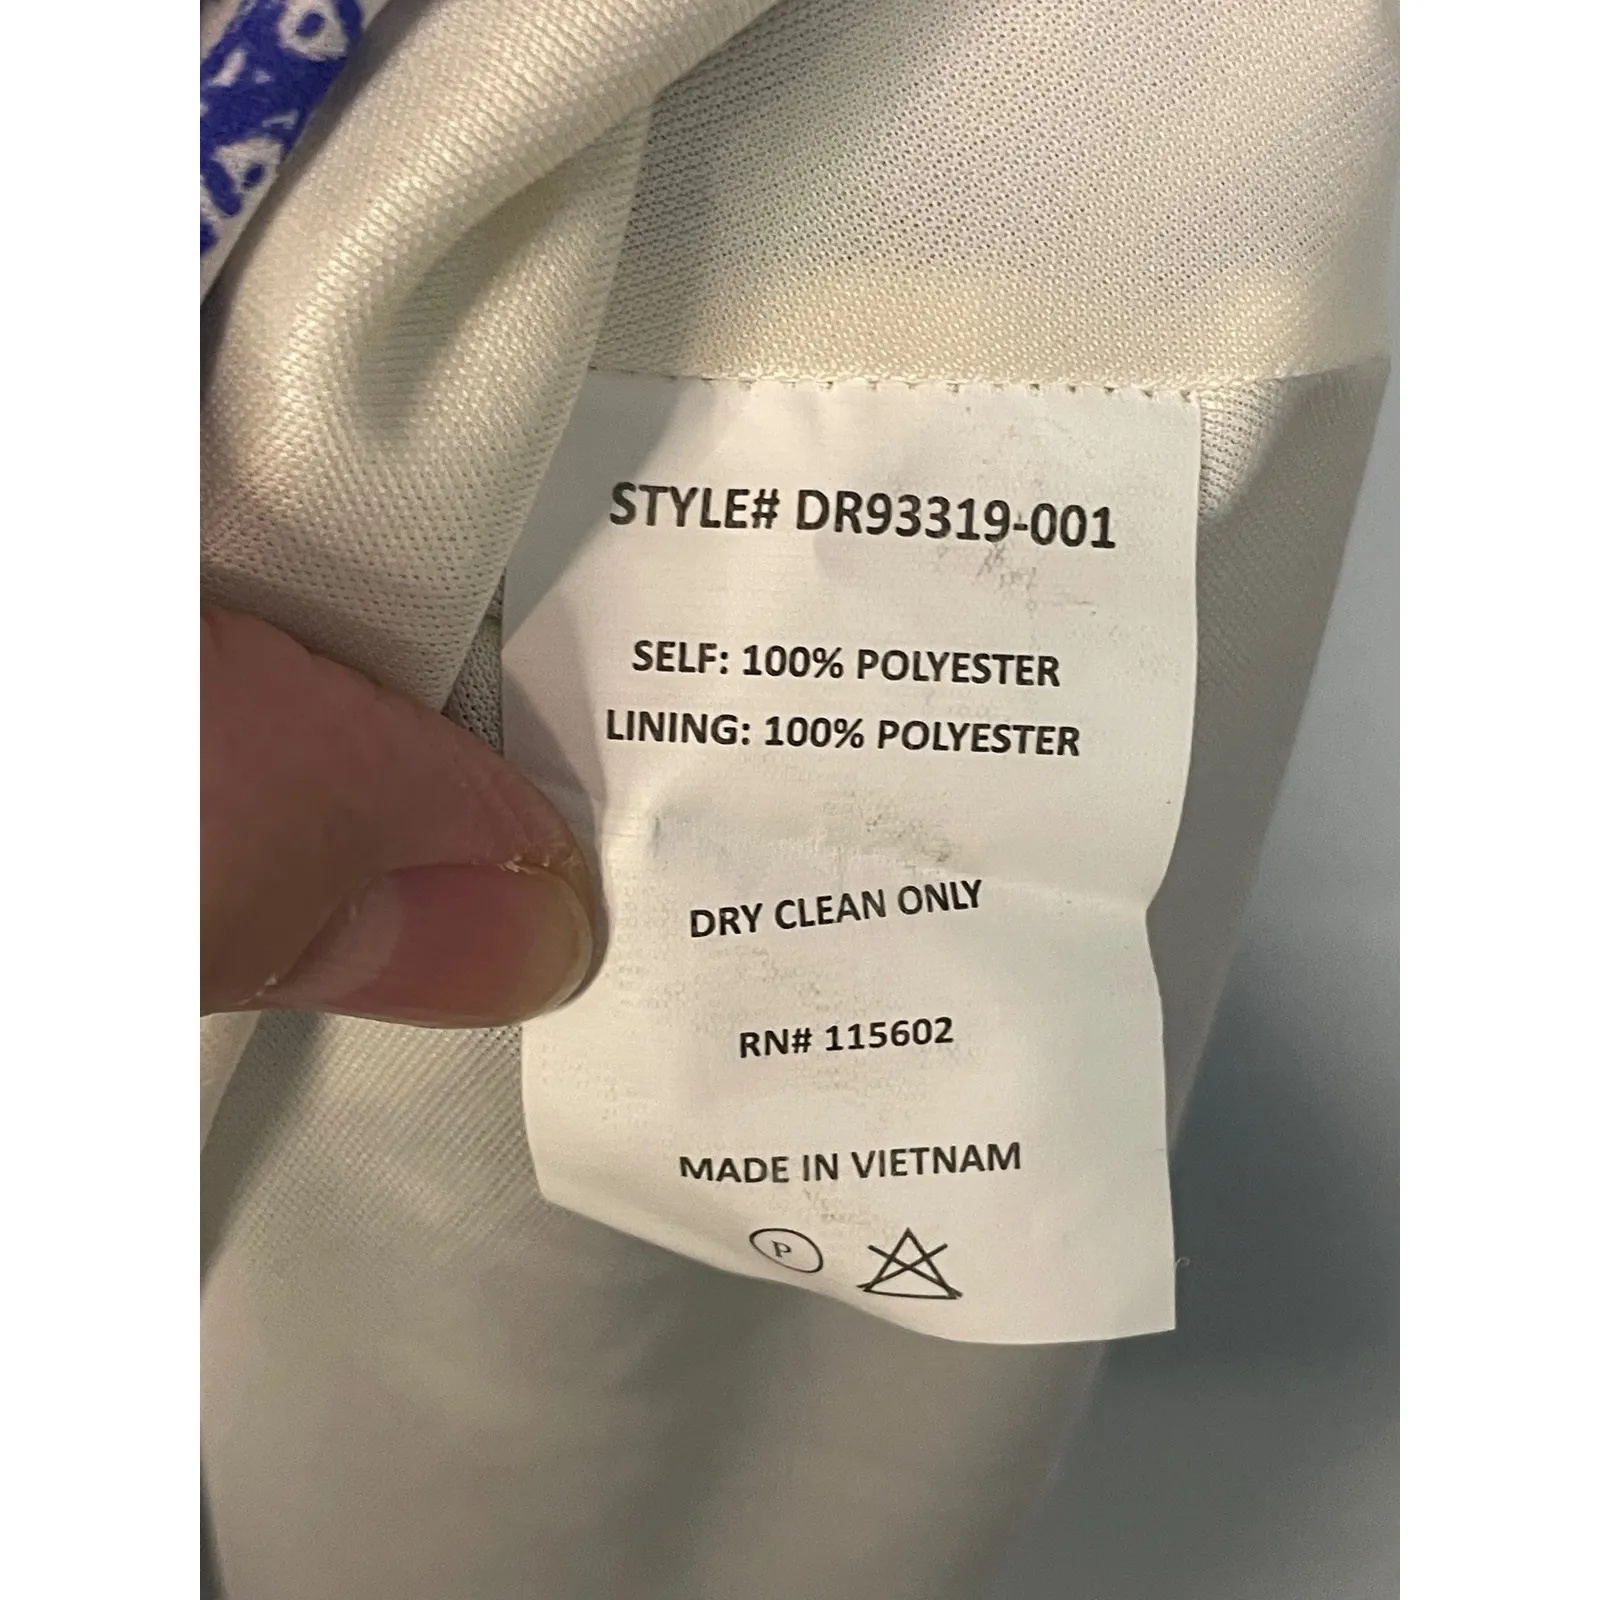 STYLE# DR93319-001
SELF: 100% POLYESTER
LINING: 100% POLYESTER
DRY CLEAN ONLY
RN# 115602
MADE IN VIETNAM
P